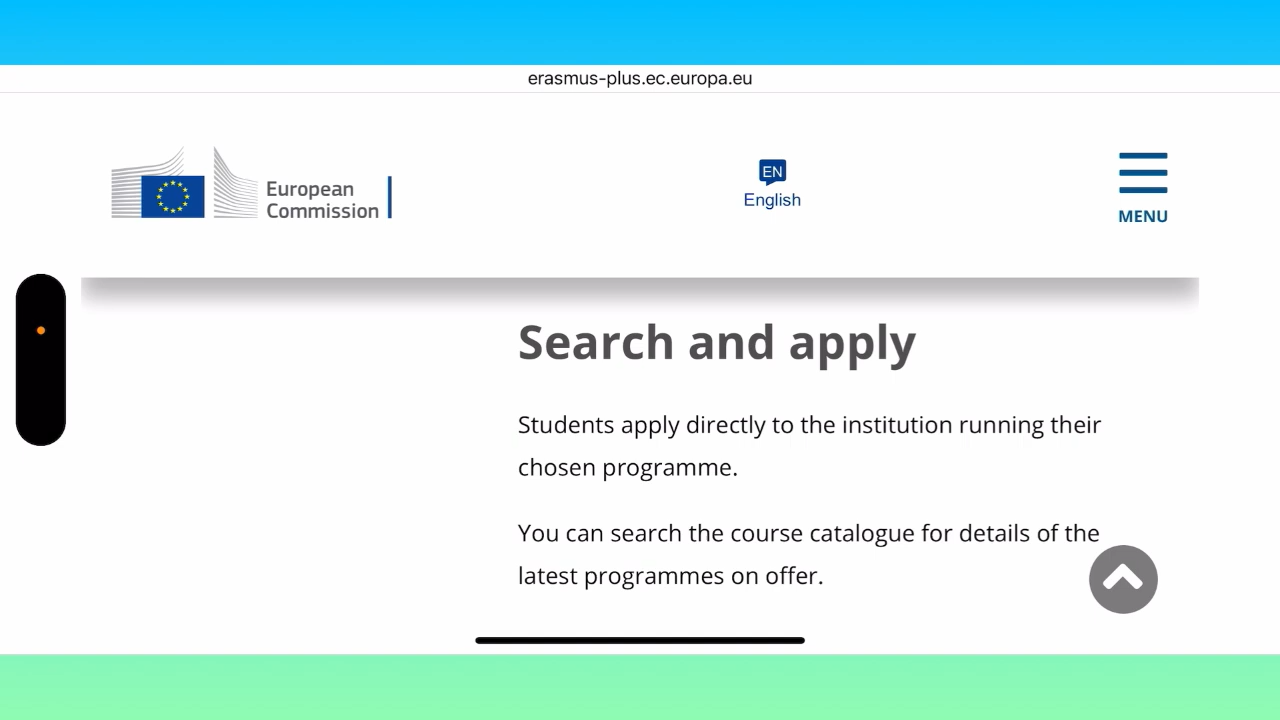 erasmus-plus.ec.europa.eu
European
Commission
EN
English
MENU
Search and apply
Students apply directly to the institution running their
chosen programme.
You can search the course catalogue for details of the
latest programmes on offer.